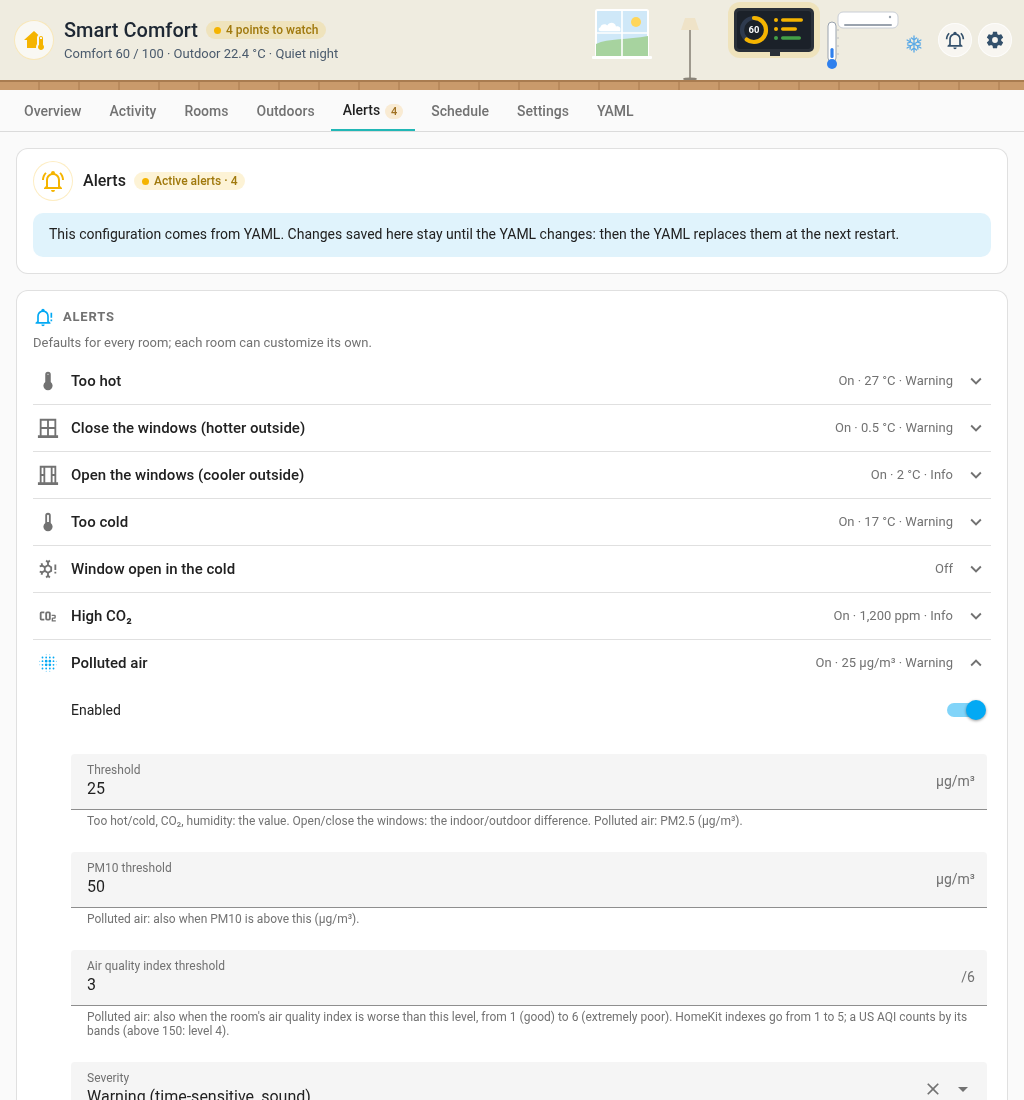 Smart Comfort
4 points to watch
Comfort 60 / 100 · Outdoor 22.4 °C · Quiet night
60
Overview
Activity
Rooms
Outdoors
Alerts 4
Schedule
Settings
YAML
Alerts
Active alerts · 4
This configuration comes from YAML. Changes saved here stay until the YAML changes: then the YAML replaces them at the next restart.
ALERTS
Defaults for every room; each room can customize its own.
Too hot
On · 27 °C · Warning
Close the windows (hotter outside)
On · 0.5 °C · Warning
Open the windows (cooler outside)
On · 2 °C · Info
Too cold
On · 17 °C · Warning
Window open in the cold
Off
CO2
High CO₂
On · 1,200 ppm · Info
Polluted air
On · 25 µg/m³ · Warning
Enabled
Threshold
25
µg/m³
Too hot/cold, CO₂, humidity: the value. Open/close the windows: the indoor/outdoor difference. Polluted air: PM2.5 (µg/m³).
PM10 threshold
50
µg/m³
Polluted air: also when PM10 is above this (µg/m³).
Air quality index threshold
3
/6
Polluted air: also when the room's air quality index is worse than this level, from 1 (good) to 6 (extremely poor). HomeKit indexes go from 1 to 5; a US AQI counts by its
bands (above 150: level 4).
Severity
Warning (time-sensitive, sound)